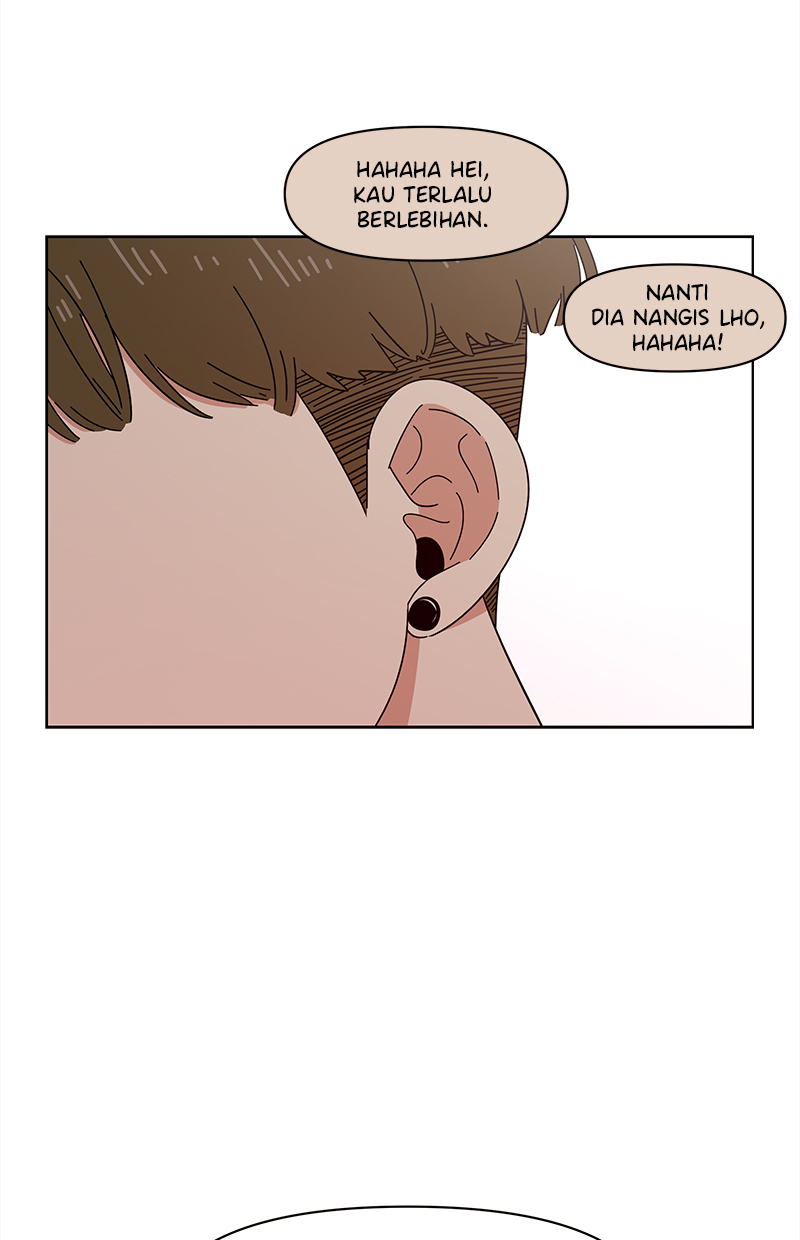 HAHAHA HEI,
KAU TERLALU
BERLEBIHAN.
NANTI
DIA NANGIS LHO,
HAHAHA!